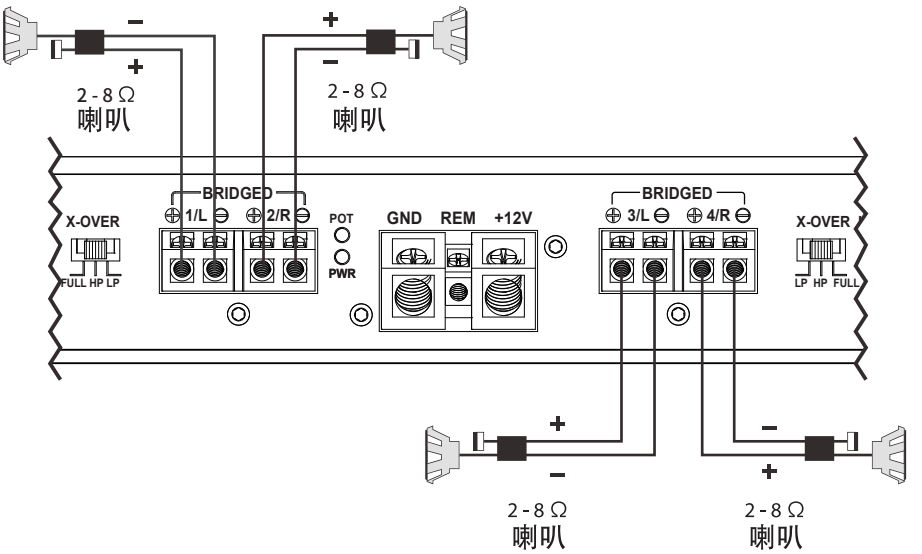 −
+
2 - 8 Ω
喇叭
+
−
2 - 8 Ω
喇叭
BRIDGED
⊕ 1/L ⊖ ⊕ 2/R ⊖
X-OVER
FULL HP LP
POT
PWR
GND REM +12V
BRIDGED
⊕ 3/L ⊖ ⊕ 4/R ⊖
X-OVER
LP HP FULL
+
−
2 - 8 Ω
喇叭
−
+
2 - 8 Ω
喇叭